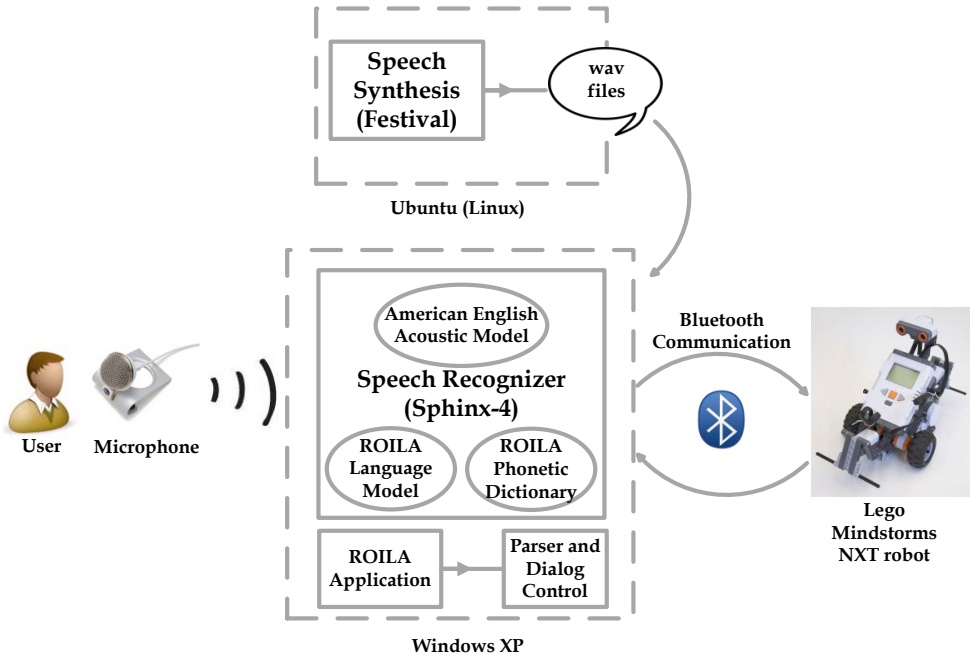 Speech
Synthesis
(Festival)
wav
files
Ubuntu (Linux)
American English
Acoustic Model
Speech Recognizer
(Sphinx-4)
ROILA
Language
Model
ROILA
Phonetic
Dictionary
ROILA
Application
Parser and
Dialog
Control
Windows XP
User
Microphone
Bluetooth
Communication
Lego
Mindstorms
NXT robot